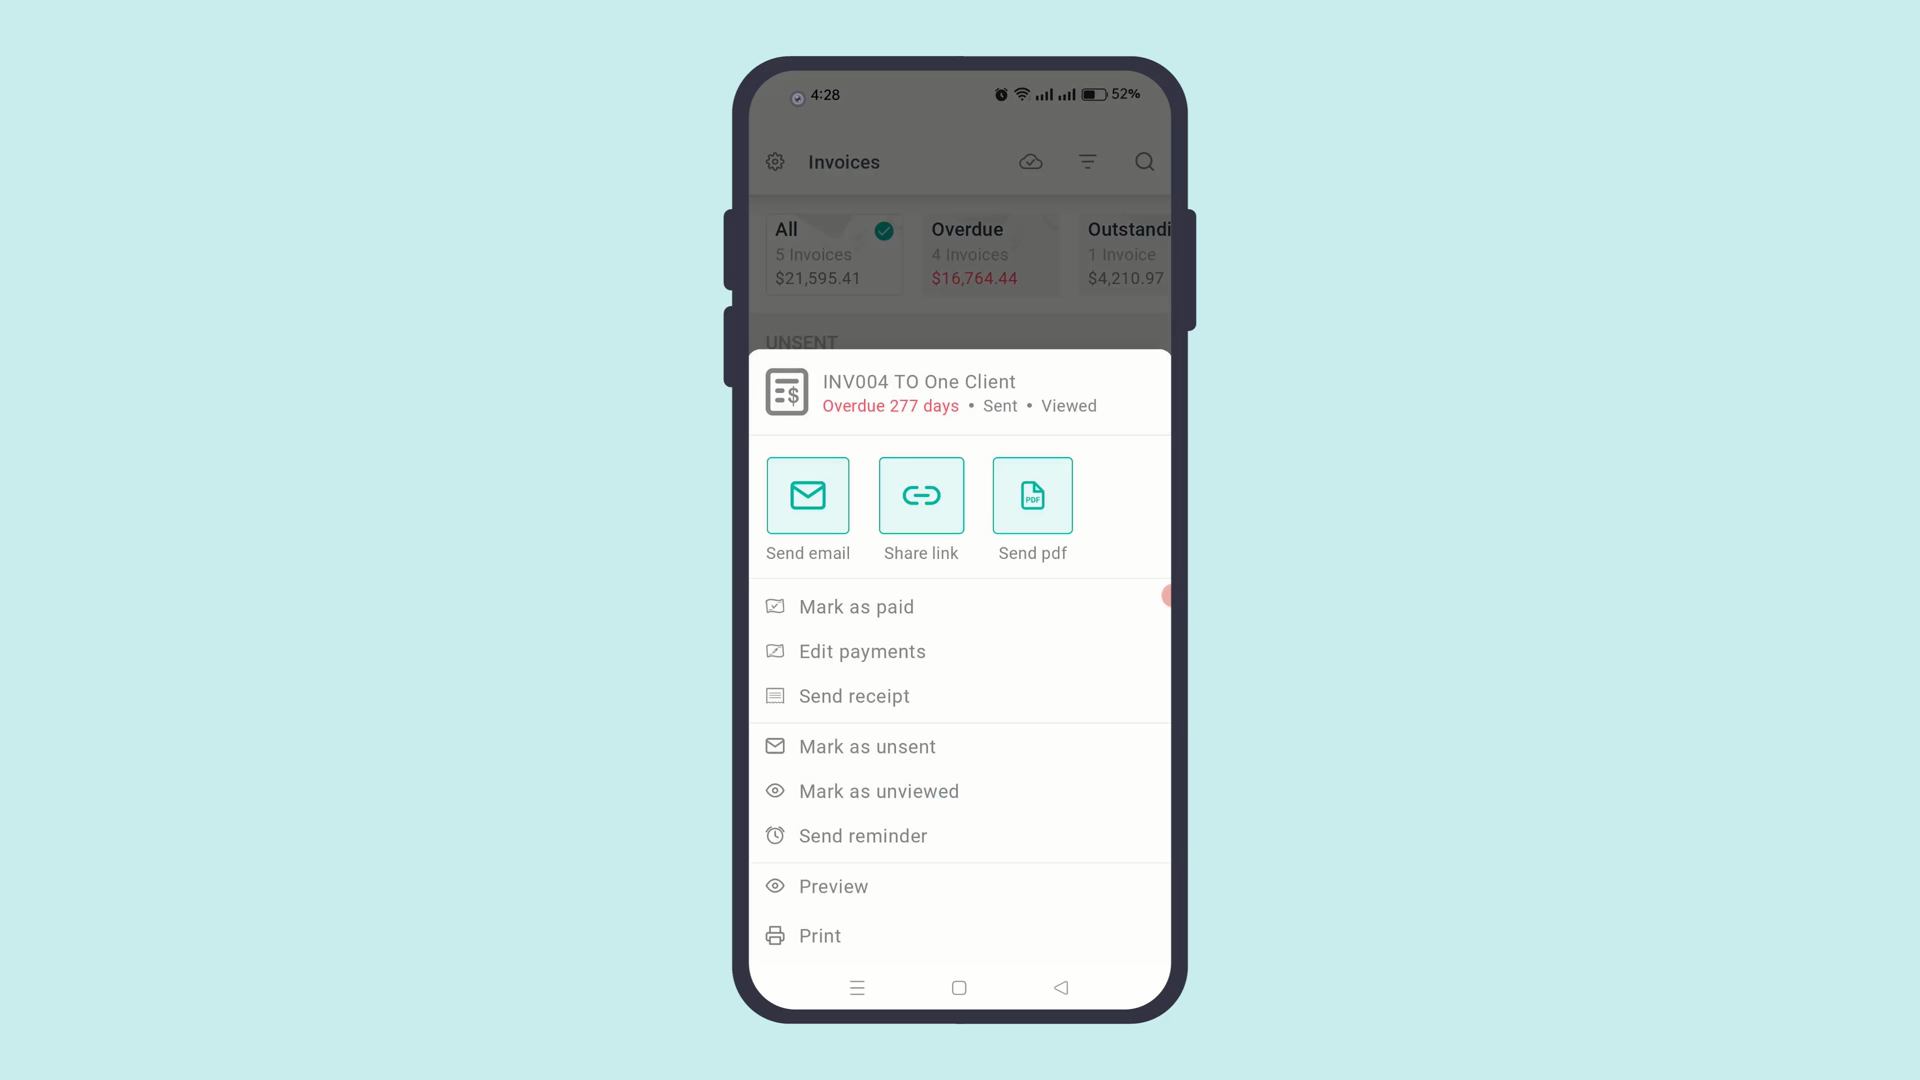 4:28 52%
Invoices
All
5 Invoices
$21,595.41
Overdue
4 Invoices
$16,764.44
Outstandi
1 Invoice
$4,210.97
UNSENT
INV004 TO One Client
Overdue 277 days • Sent • Viewed
PDF
Send email Share link Send pdf
Mark as paid
Edit payments
Send receipt
Mark as unsent
Mark as unviewed
Send reminder
Preview
Print